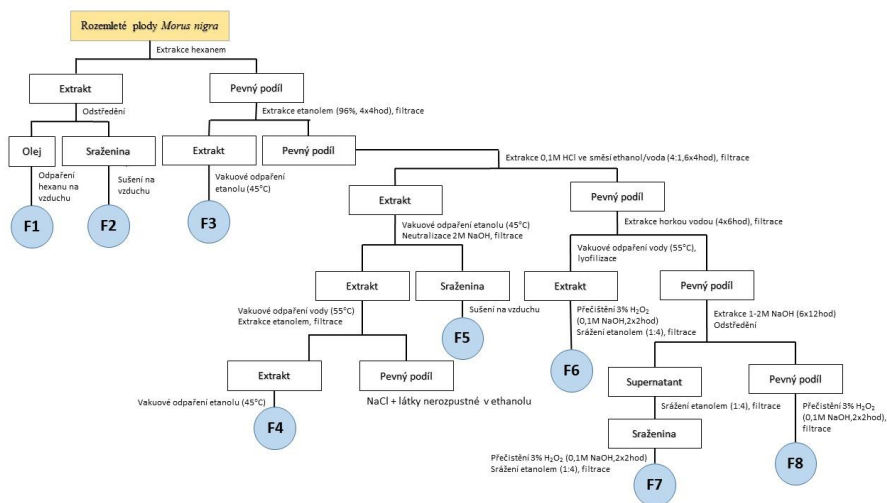 Rozemleté plody Morus nigra
Extrakce hexanem
Extrakt
Pevný podíl
Odstředění
Extrakce etanolem (96%, 4x4hod), filtrace
Olej
Sraženina
Extrakt
Pevný podíl
Odpaření
hexanu na
vzduchu
Sušení na
vzduchu
Vakuové odpaření
etanolu (45°C)
Extrakce 0,1M HCl ve směsí ethanol/voda (4:1,6x4hod), filtrace
F1
F2
F3
Extrakt
Pevný podíl
Vakuové odpaření etanolu (45°C)
Neutralizace 2M NaOH, filtrace
Extrakce horkou vodou (4x6hod), filtrace
Vakuové odpaření vody (55°C),
lyofilizace
Extrakt
Sraženina
Extrakt
Pevný podíl
Vakuové odpaření vody (55°C)
Extrakce etanolem, filtrace
Sušení na vzduchu
Přečištění 3% H₂O₂
(0,1M NaOH,2x2hod)
Srážení etanolem (1:4), filtrace
Extrakce 1-2M NaOH (6x12hod)
Odstředění
F5
F6
Extrakt
Pevný podíl
Supernatant
Pevný podíl
Vakuové odpaření etanolu (45°C)
NaCl + látky nerozpustné v ethanolu
Srážení etanolem (1:4), filtrace
Přečistění 3% H₂O₂
(0,1M NaOH,2x2hod),
filtrace
F4
Sraženina
Přečistění 3% H₂O₂ (0,1M NaOH,2x2hod)
Srážení etanolem (1:4), filtrace
F7
F8